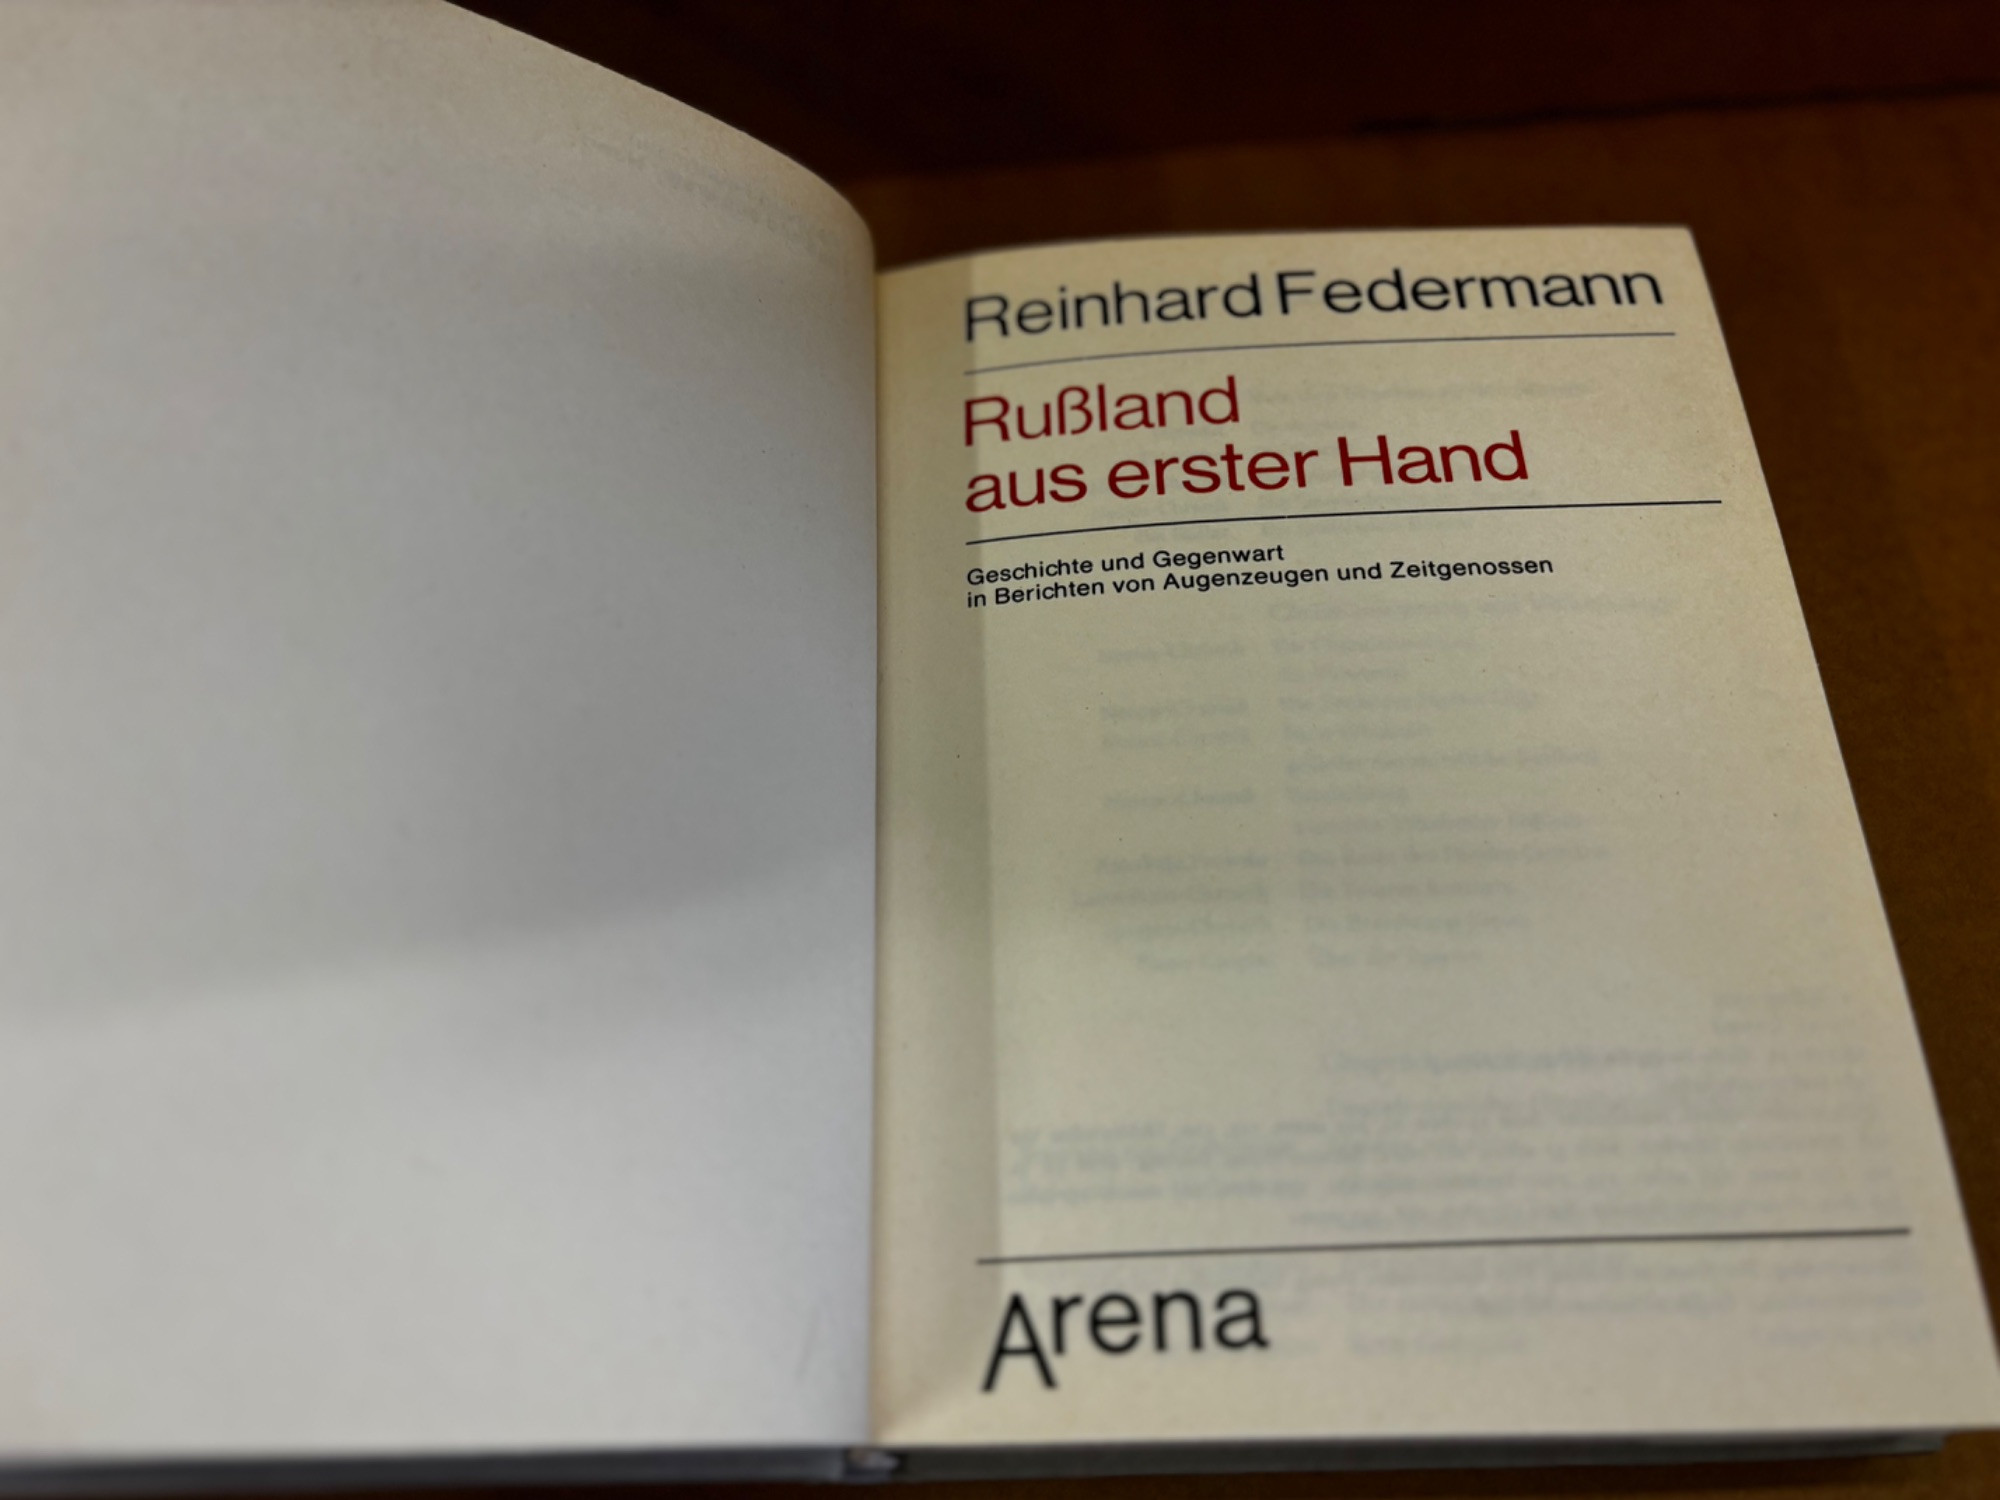 Reinhard Federmann
Rußland
aus erster Hand
Geschichte und Gegenwart
in Berichten von Augenzeugen und Zeitgenossen
Arena